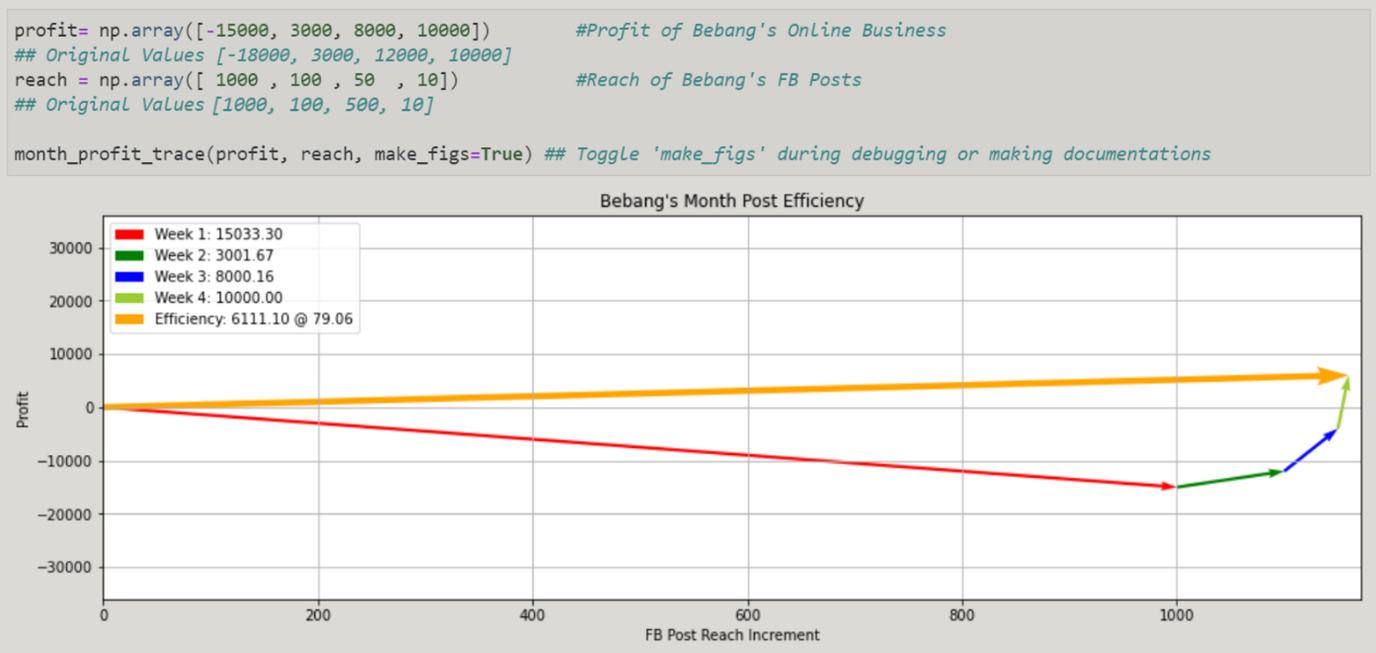 profit= np.array([-15000, 3000, 8000, 10000]) #Profit of Bebang's Online Business
## Original Values [-18000, 3000, 12000, 10000]
reach = np.array([ 1000 , 100 , 50 , 10]) #Reach of Bebang's FB Posts
## Original Values [1000, 100, 500, 10]
month_profit_trace(profit, reach, make_figs=True) ## Toggle 'make_figs' during debugging or making documentations
Bebang's Month Post Efficiency
Week 1: 15033.30
Week 2: 3001.67
Week 3: 8000.16
Week 4: 10000.00
Efficiency: 6111.10 @ 79.06
Profit
30000
20000
10000
0
−10000
−20000
−30000
0 200 400 600 800 1000
FB Post Reach Increment